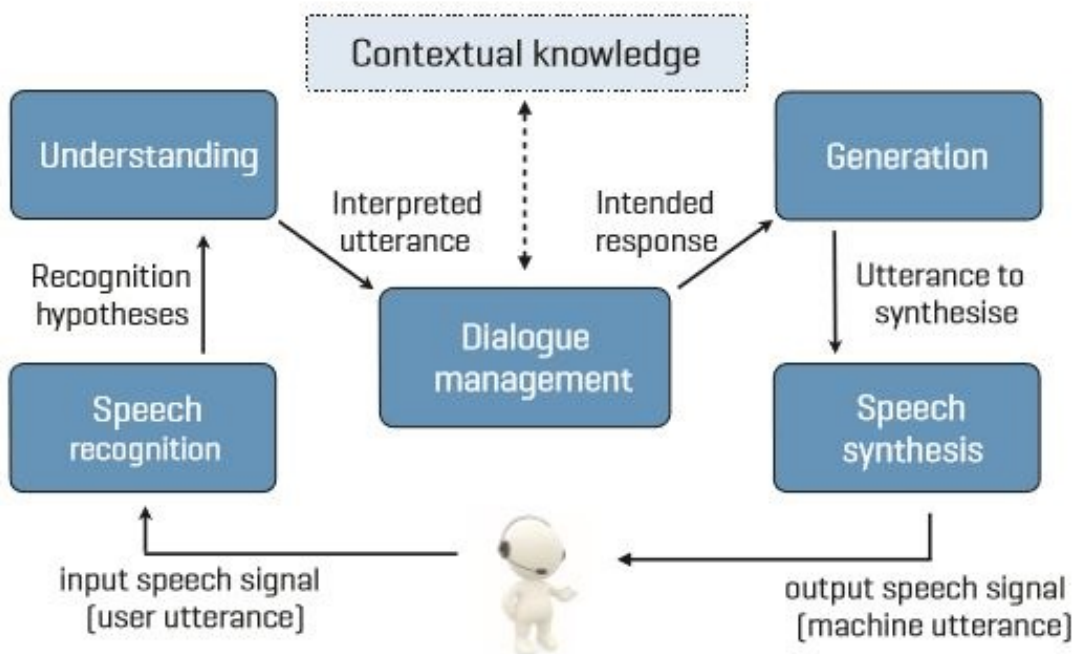 Contextual knowledge
Understanding
Generation
Interpreted
utterance
Intended
response
Recognition
hypotheses
Utterance to
synthesise
Dialogue
management
Speech
recognition
Speech
synthesis
input speech signal
(user utterance)
output speech signal
(machine utterance)